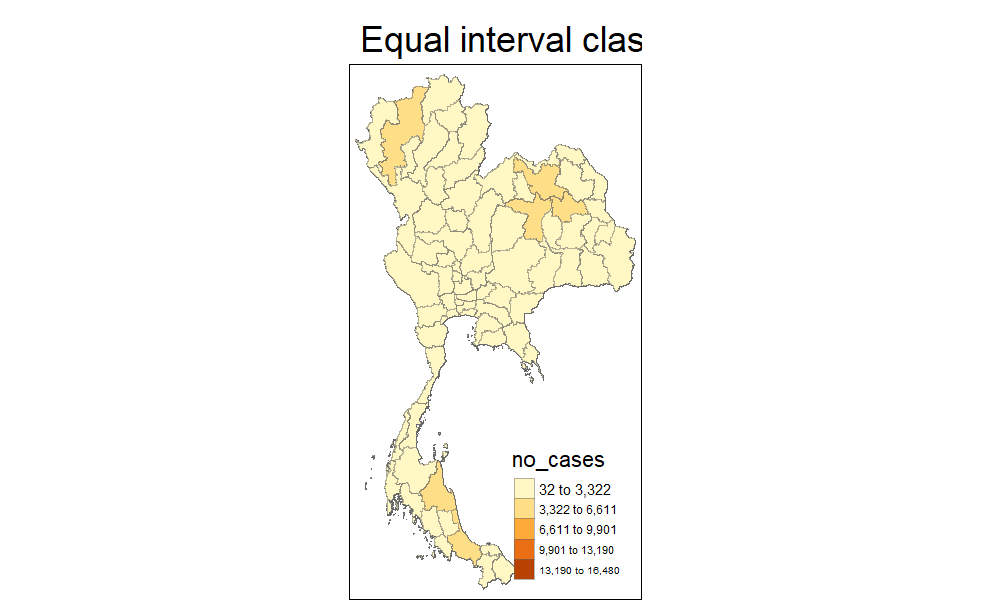 Equal interval clas
no_cases
32 to 3,322
3,322 to 6,611
6,611 to 9,901
9,901 to 13,190
13,190 to 16,480